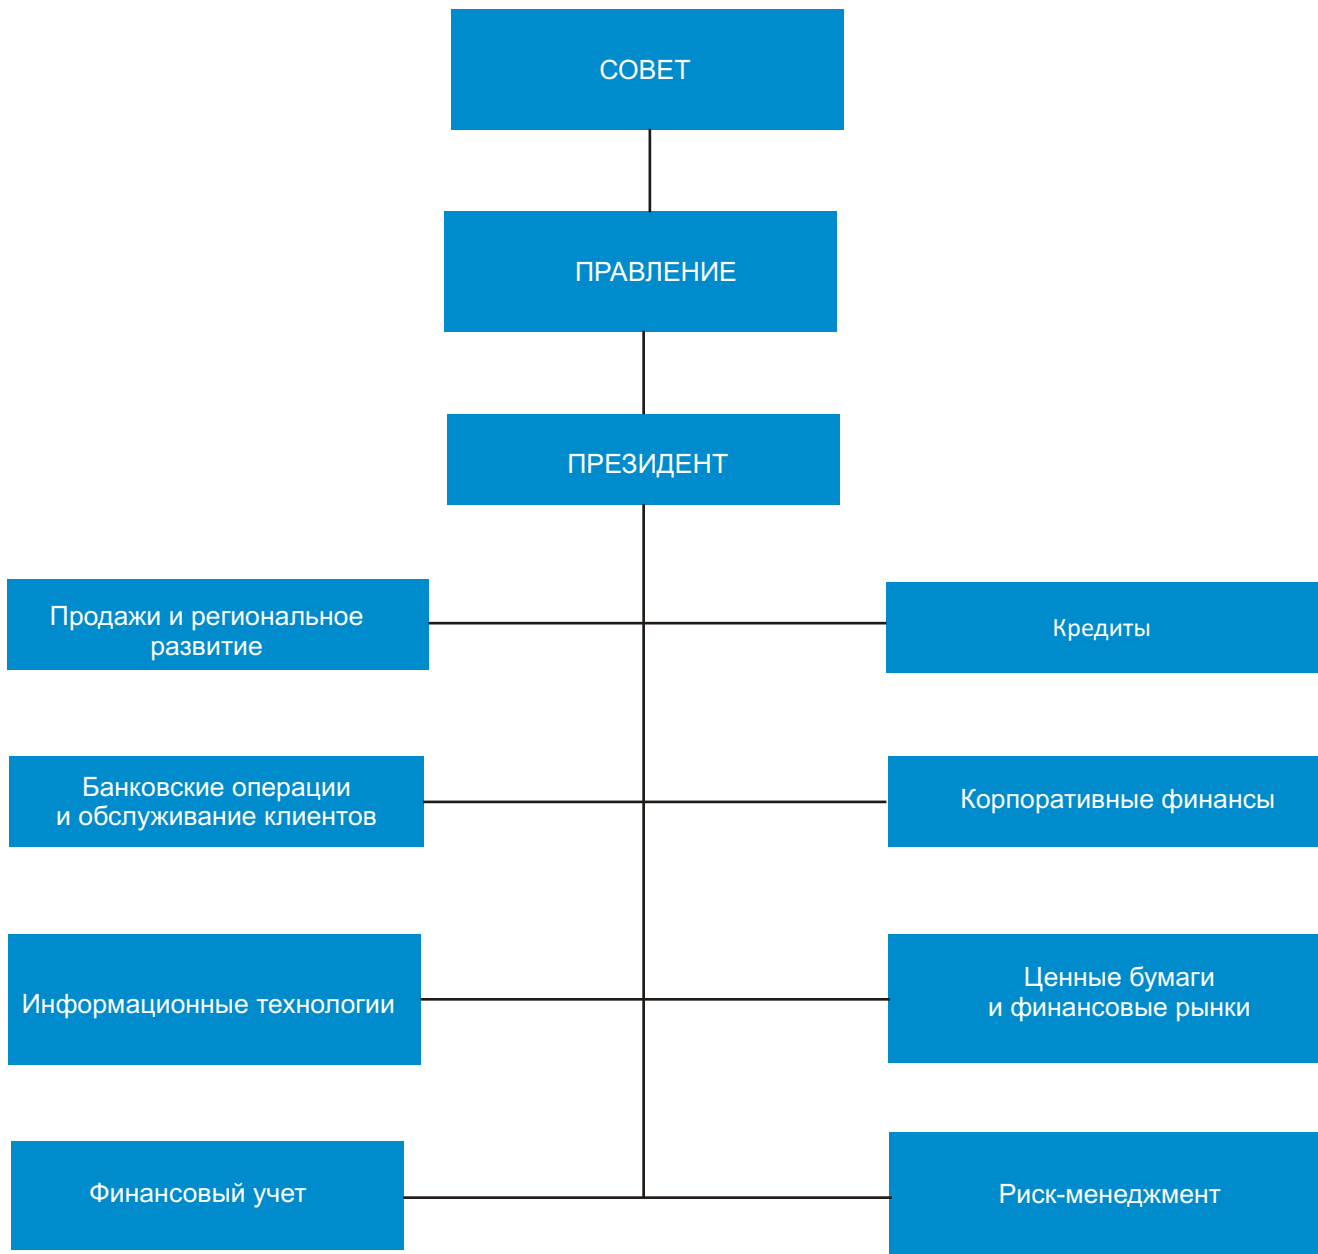 СОВЕТ
ПРАВЛЕНИЕ
ПРЕЗИДЕНТ
Продажи и региональное
развитие
Кредиты
Банковские операции
и обслуживание клиентов
Корпоративные финансы
Информационные технологии
Ценные бумаги
и финансовые рынки
Финансовый учет
Риск-менеджмент